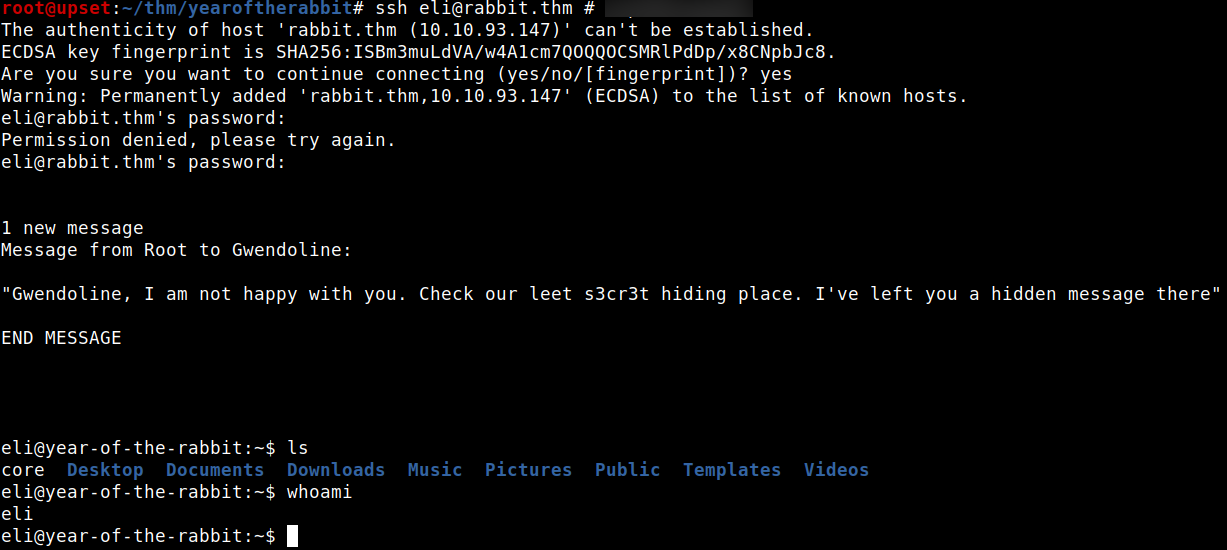 root@upset:~/thm/yearoftherabbit# ssh eli@rabbit.thm #
The authenticity of host 'rabbit.thm (10.10.93.147)' can't be established.
ECDSA key fingerprint is SHA256:ISBm3muLdVA/w4A1cm7QOQQOCSMRlPdDp/x8CNpbJc8.
Are you sure you want to continue connecting (yes/no/[fingerprint])? yes
Warning: Permanently added 'rabbit.thm,10.10.93.147' (ECDSA) to the list of known hosts.
eli@rabbit.thm's password:
Permission denied, please try again.
eli@rabbit.thm's password:
1 new message
Message from Root to Gwendoline:
"Gwendoline, I am not happy with you. Check our leet s3cr3t hiding place. I've left you a hidden message there"
END MESSAGE
eli@year-of-the-rabbit:~$ ls
core  Desktop  Documents  Downloads  Music  Pictures  Public  Templates  Videos
eli@year-of-the-rabbit:~$ whoami
eli
eli@year-of-the-rabbit:~$